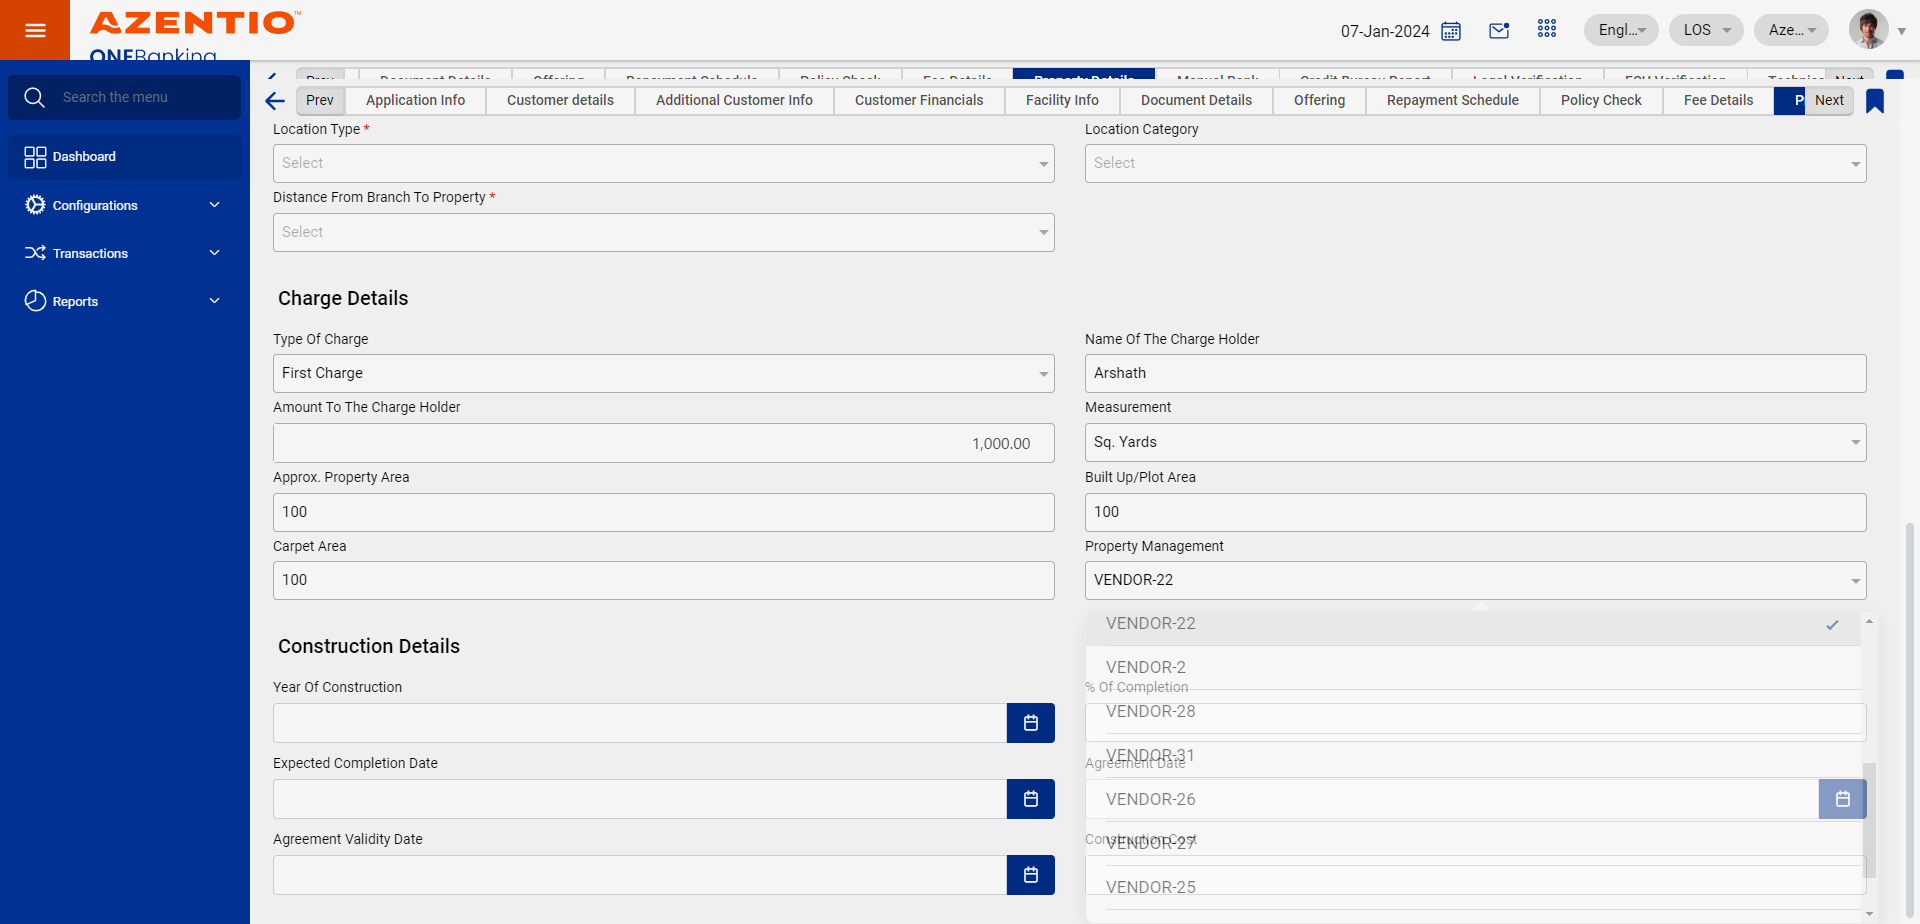 AZENTIO™
ONEBanking
07-Jan-2024
Engl...
LOS
Aze...
Search the menu
Dashboard
Configurations
Transactions
Reports
Prev
Document Details
Offering
Repayment Schedule
Policy Check
Fee Details
Property Details
Manual Rank
Credit Bureau Report
Legal Verification
Next
Prev
Application Info
Customer details
Additional Customer Info
Customer Financials
Facility Info
Document Details
Offering
Repayment Schedule
Policy Check
Fee Details
P
Next
Location Type *
Select
Location Category
Select
Distance From Branch To Property *
Select
Charge Details
Type Of Charge
First Charge
Name Of The Charge Holder
Arshath
Amount To The Charge Holder
1,000.00
Measurement
Sq. Yards
Approx. Property Area
100
Built Up/Plot Area
100
Carpet Area
100
Property Management
VENDOR-22
VENDOR-22
VENDOR-2
VENDOR-28
VENDOR-31
VENDOR-26
VENDOR-27
VENDOR-25
Construction Details
Year Of Construction
% Of Completion
Expected Completion Date
Agreement Date
Agreement Validity Date
Construction Cost